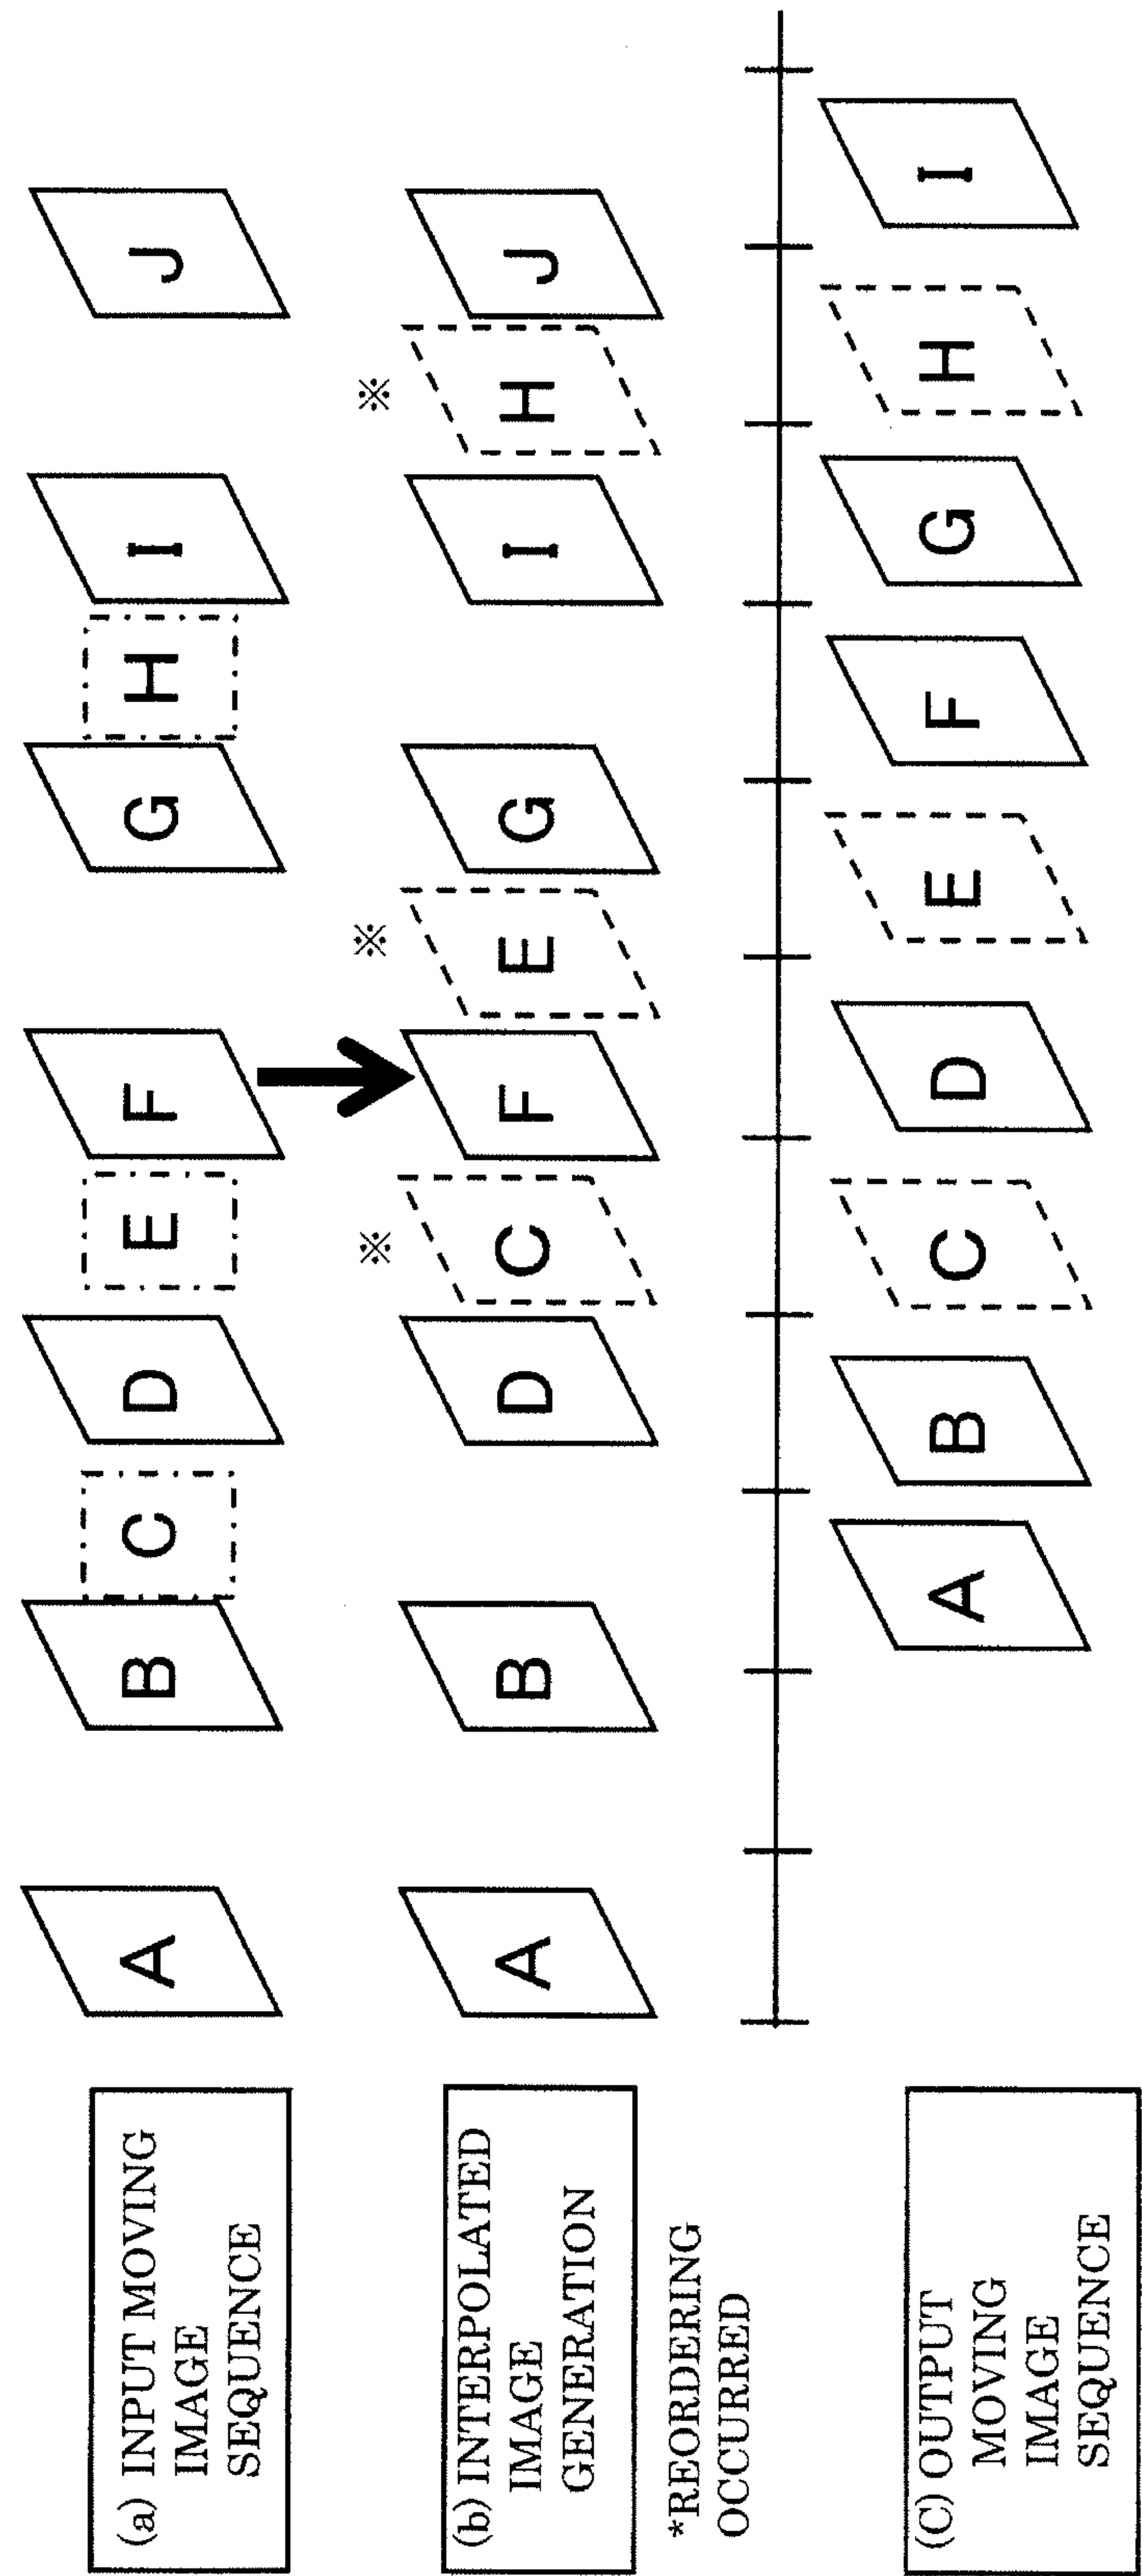 (a) INPUT MOVING
IMAGE
SEQUENCE
A B C D E F G H I J
(b) INTERPOLATED
IMAGE
GENERATION
A B D C F E G I H J
※ ※ ※
*REORDERING
OCCURRED
(C) OUTPUT
MOVING
IMAGE
SEQUENCE
A B C D E F G H I